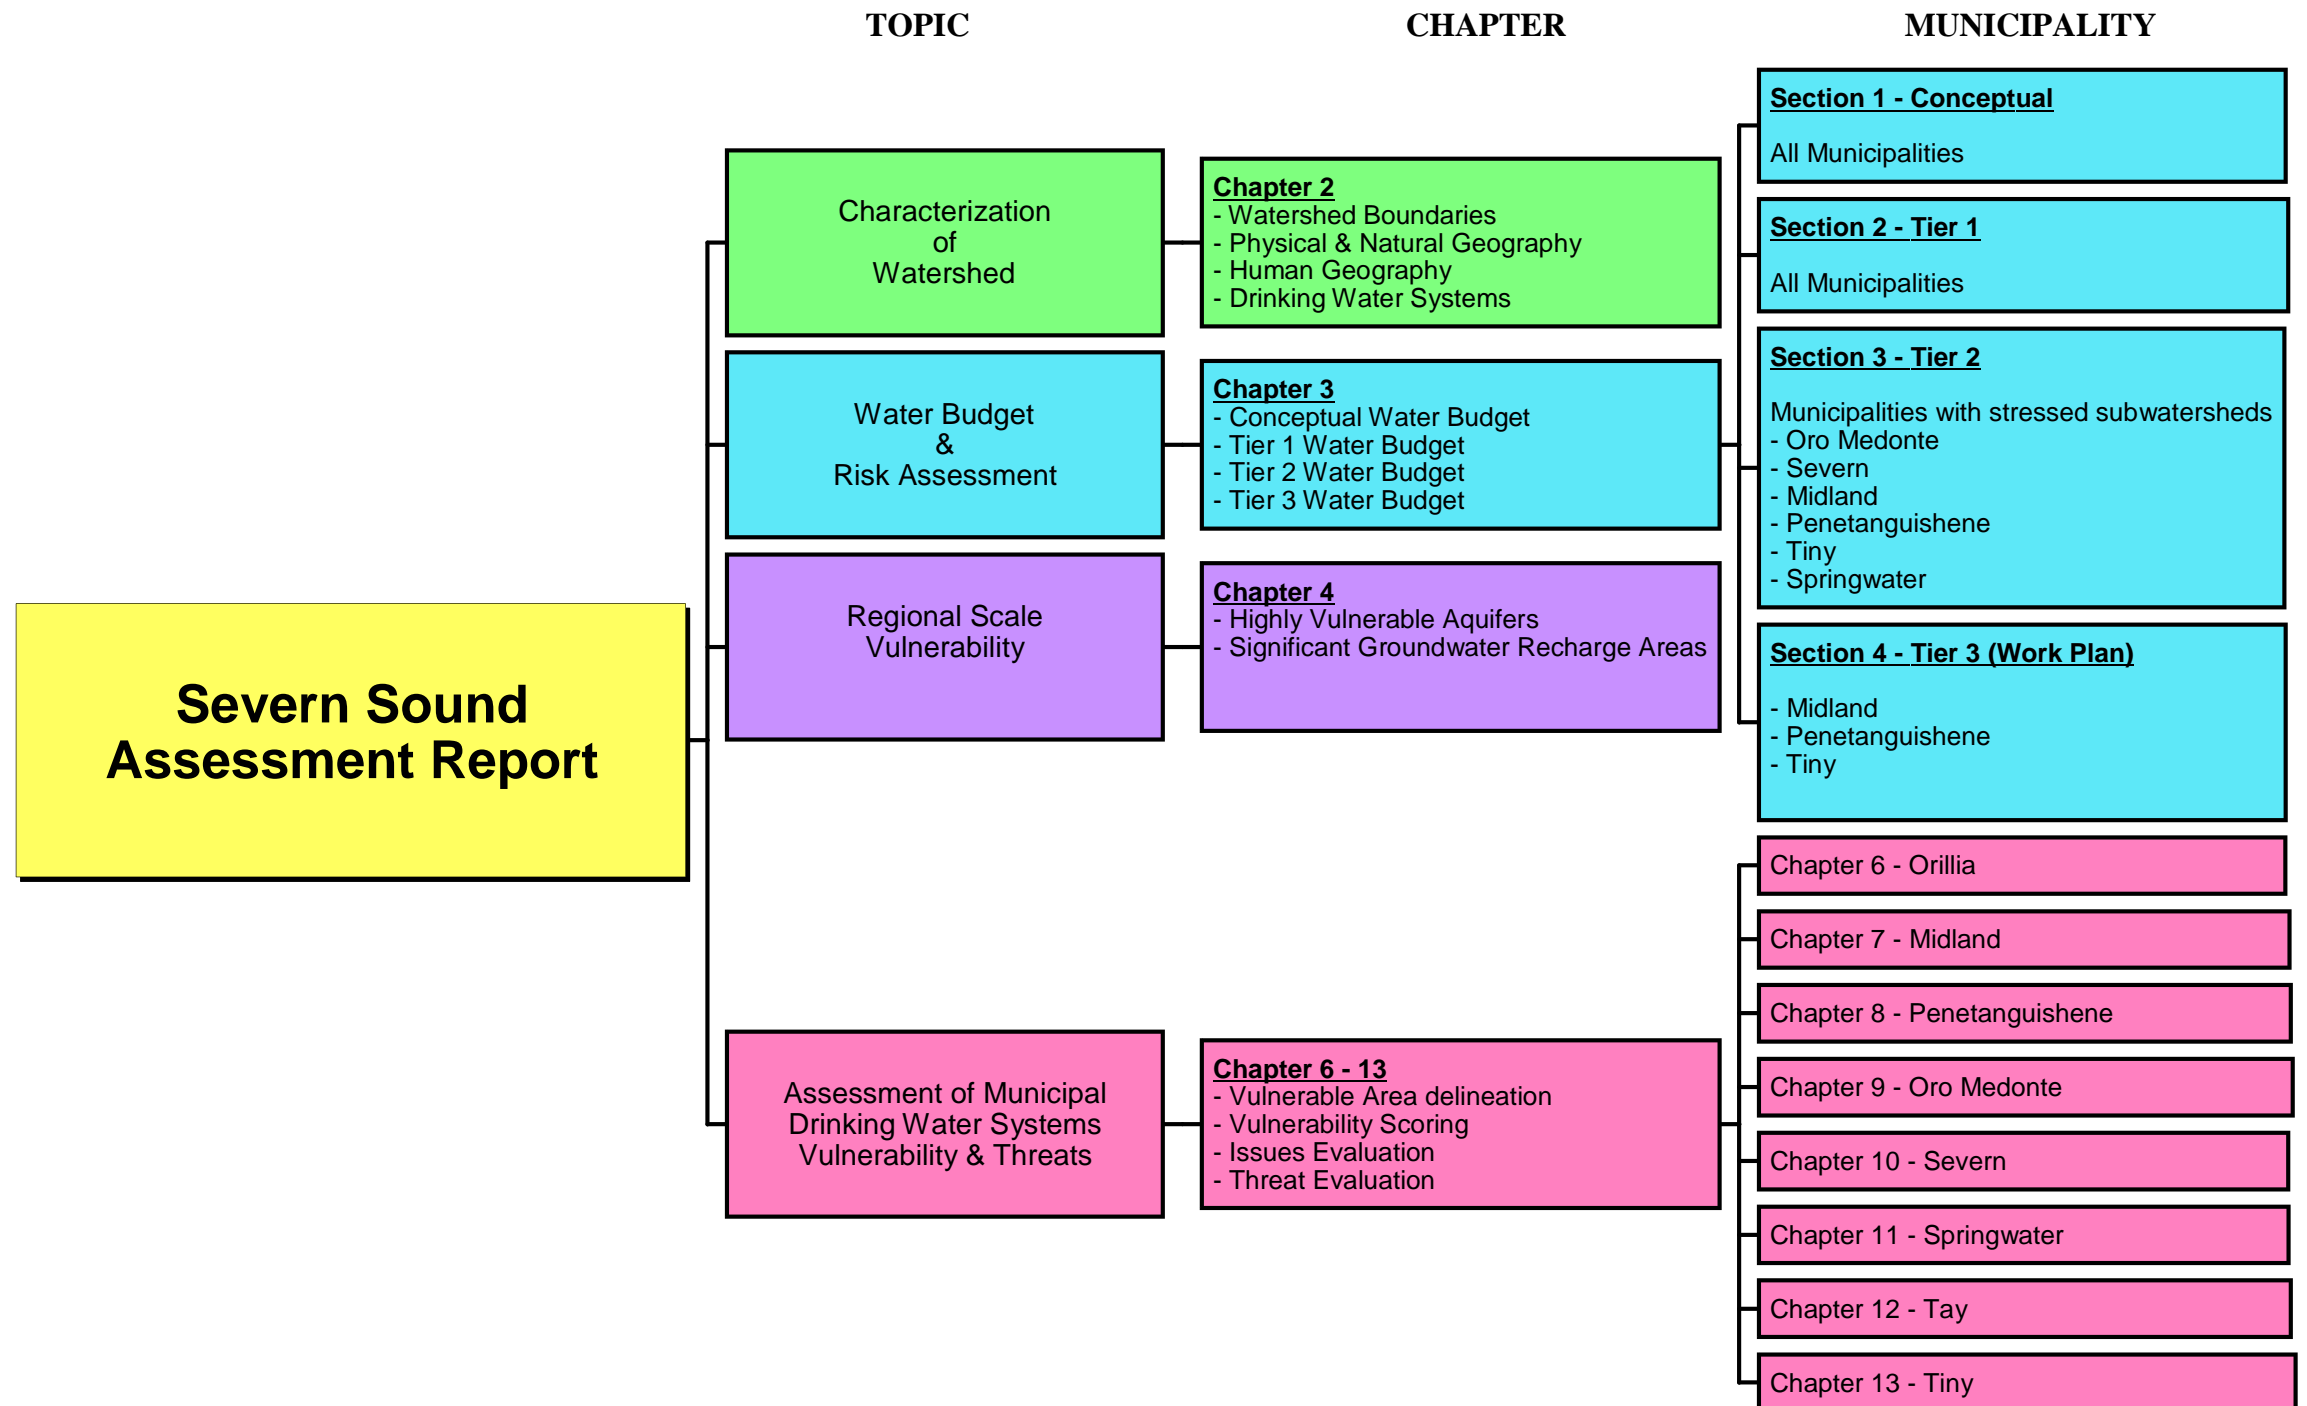 TOPIC
CHAPTER
MUNICIPALITY
Severn Sound
Assessment Report
Characterization
of
Watershed
Chapter 2
- Watershed Boundaries
- Physical & Natural Geography
- Human Geography
- Drinking Water Systems
Water Budget
&
Risk Assessment
Chapter 3
- Conceptual Water Budget
- Tier 1 Water Budget
- Tier 2 Water Budget
- Tier 3 Water Budget
Section 1 - Conceptual
All Municipalities
Section 2 - Tier 1
All Municipalities
Section 3 - Tier 2
Municipalities with stressed subwatersheds
- Oro Medonte
- Severn
- Midland
- Penetanguishene
- Tiny
- Springwater
Section 4 - Tier 3 (Work Plan)
- Midland
- Penetanguishene
- Tiny
Regional Scale
Vulnerability
Chapter 4
- Highly Vulnerable Aquifers
- Significant Groundwater Recharge Areas
Assessment of Municipal
Drinking Water Systems
Vulnerability & Threats
Chapter 6 - 13
- Vulnerable Area delineation
- Vulnerability Scoring
- Issues Evaluation
- Threat Evaluation
Chapter 6 - Orillia
Chapter 7 - Midland
Chapter 8 - Penetanguishene
Chapter 9 - Oro Medonte
Chapter 10 - Severn
Chapter 11 - Springwater
Chapter 12 - Tay
Chapter 13 - Tiny